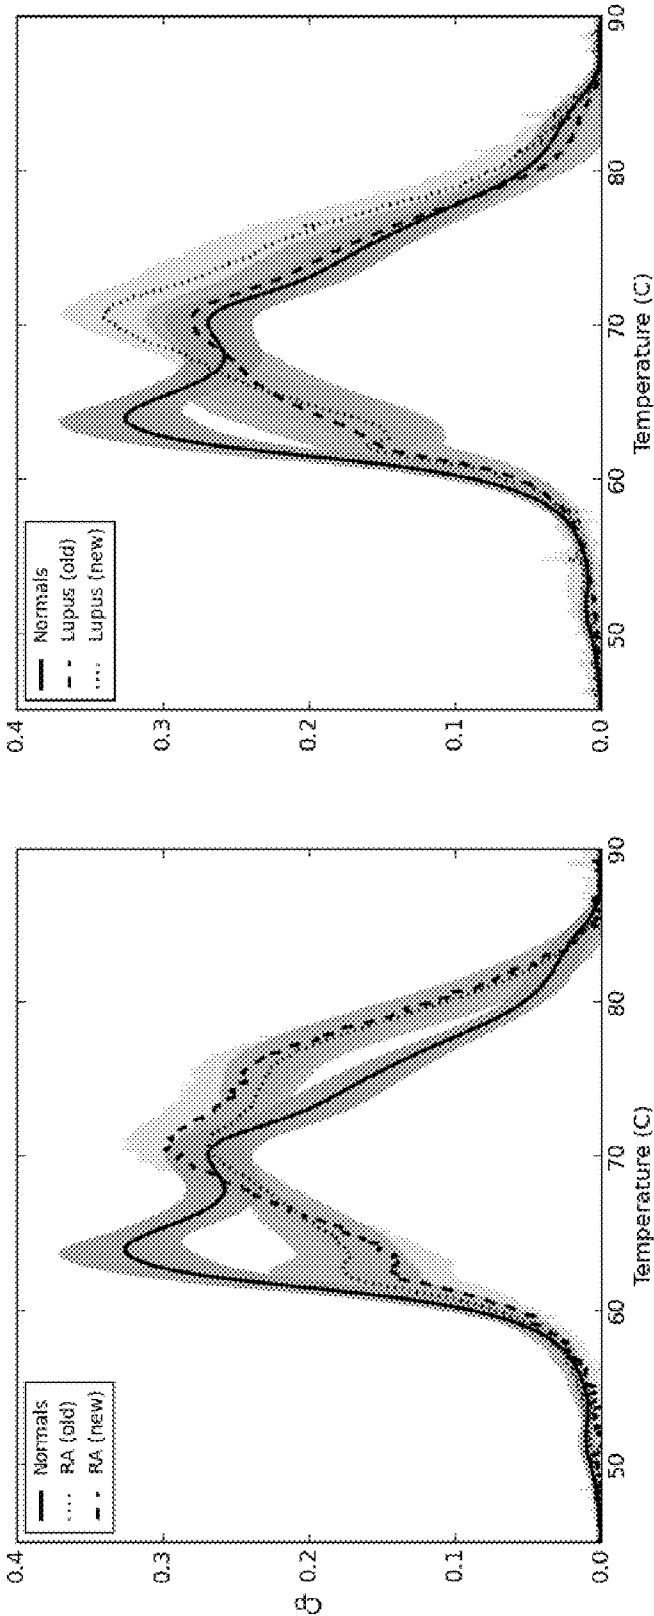 Cp
0.4
0.3
0.2
0.1
0.0
50
60
70
80
90
Temperature (C)
Normals
RA (old)
RA (new)
0.4
0.3
0.2
0.1
0.0
50
60
70
80
90
Temperature (C)
Normals
Lupus (old)
Lupus (new)